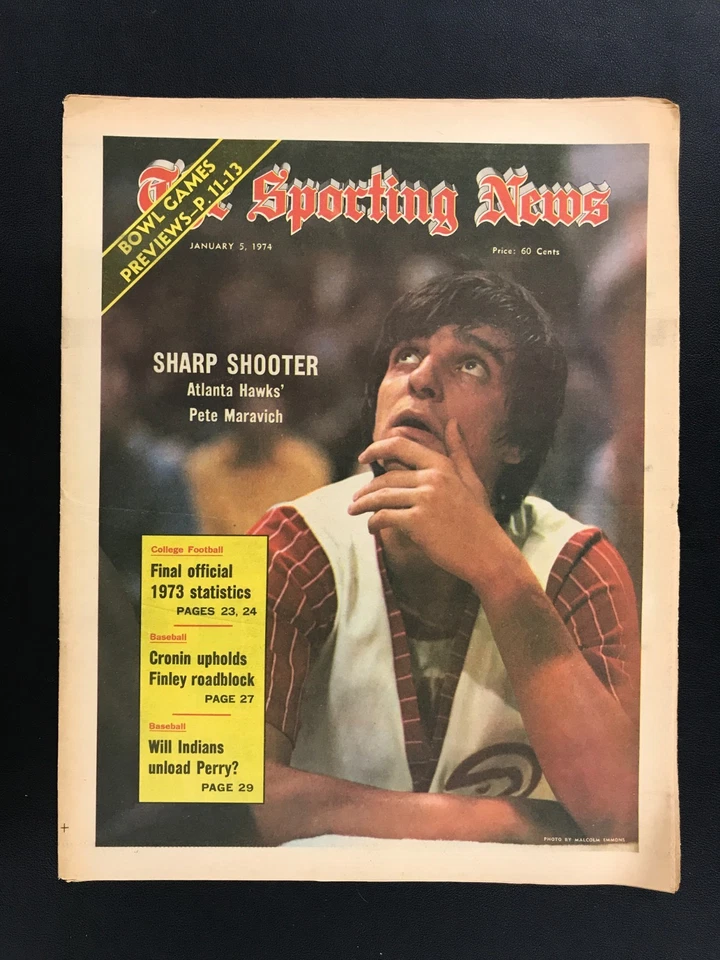 BOWL GAMES
PREVIEWS-P. 11-13
The Sporting News
JANUARY 5, 1974
Price: 60 Cents
SHARP SHOOTER
Atlanta Hawks'
Pete Maravich
College Football
Final official
1973 statistics
PAGES 23, 24
Baseball
Cronin upholds
Finley roadblock
PAGE 27
Baseball
Will Indians
unload Perry?
PAGE 29
PHOTO BY MALCOLM EMMONS